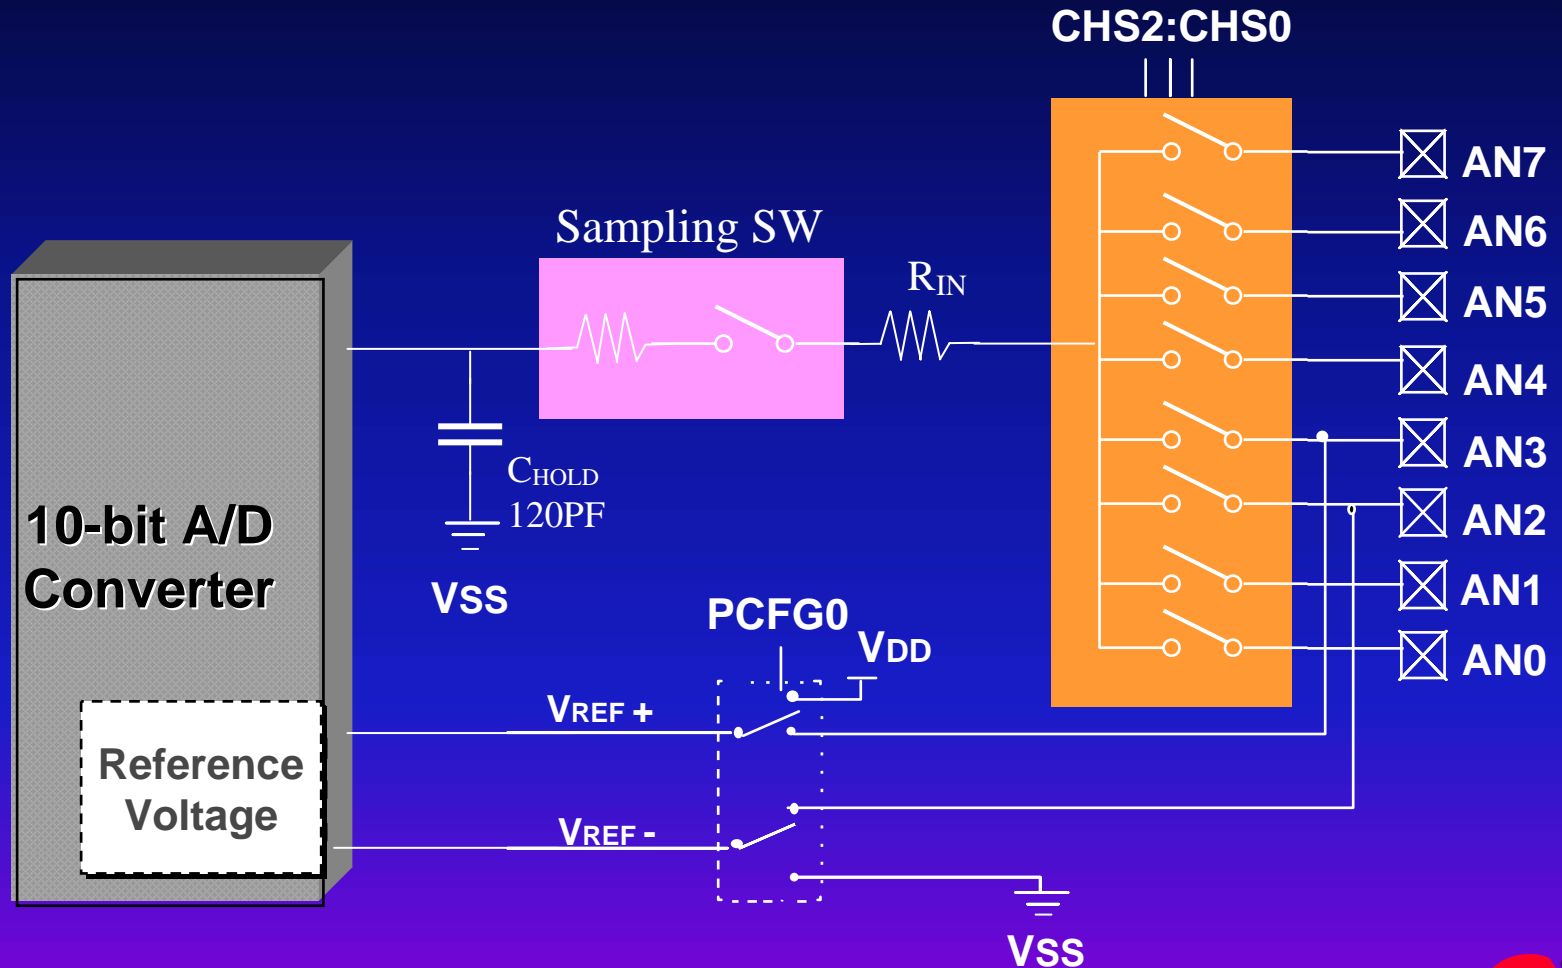 CHS2:CHS0
AN7
AN6
AN5
AN4
AN3
AN2
AN1
AN0
Sampling SW
RIN
CHOLD
120PF
VSS
10-bit A/D
Converter
PCFG0
VDD
VREF +
Reference
Voltage
VREF -
VSS